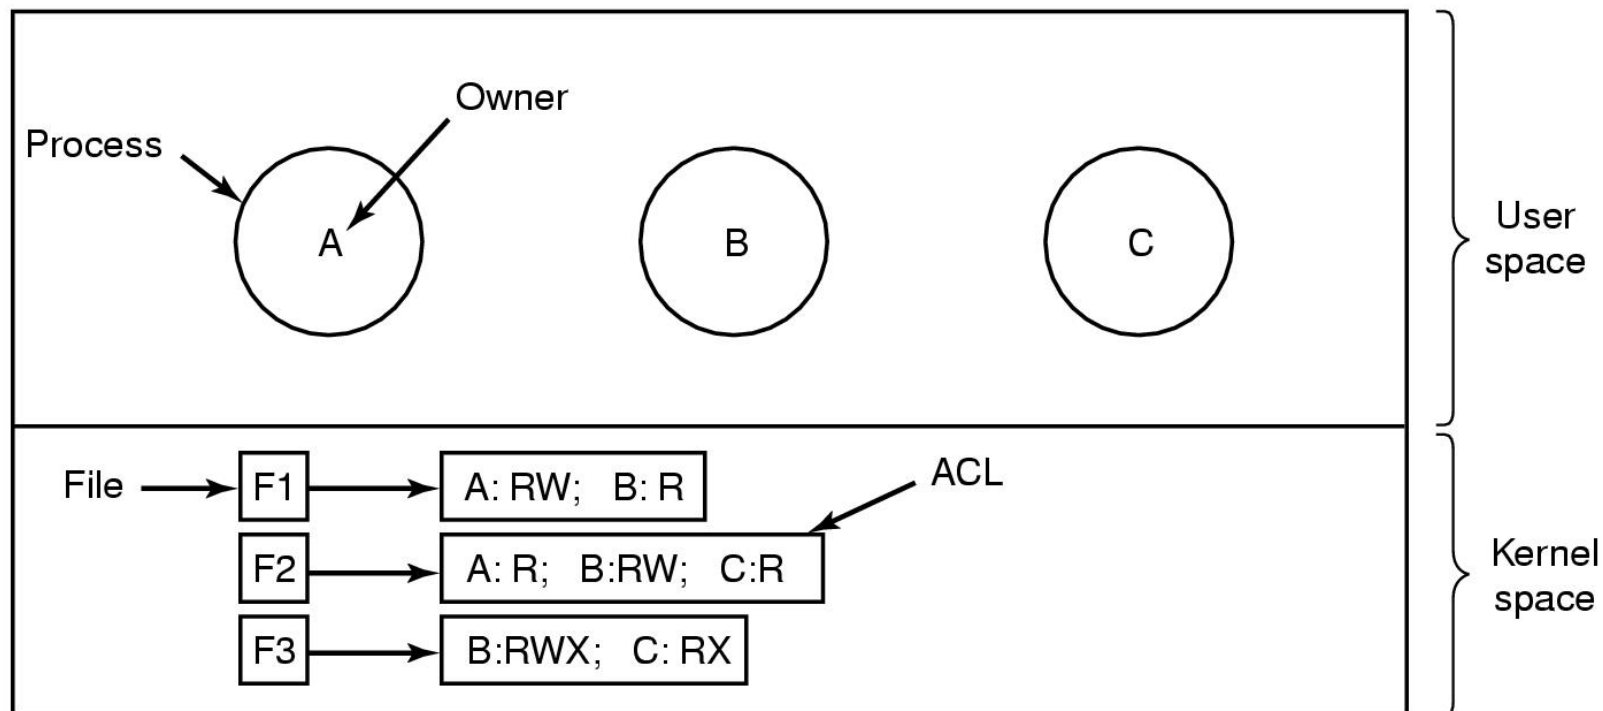 Owner
Process
A
B
C
User
space
File
F1
A: RW; B: R
ACL
F2
A: R; B:RW; C:R
F3
B:RWX; C: RX
Kernel
space